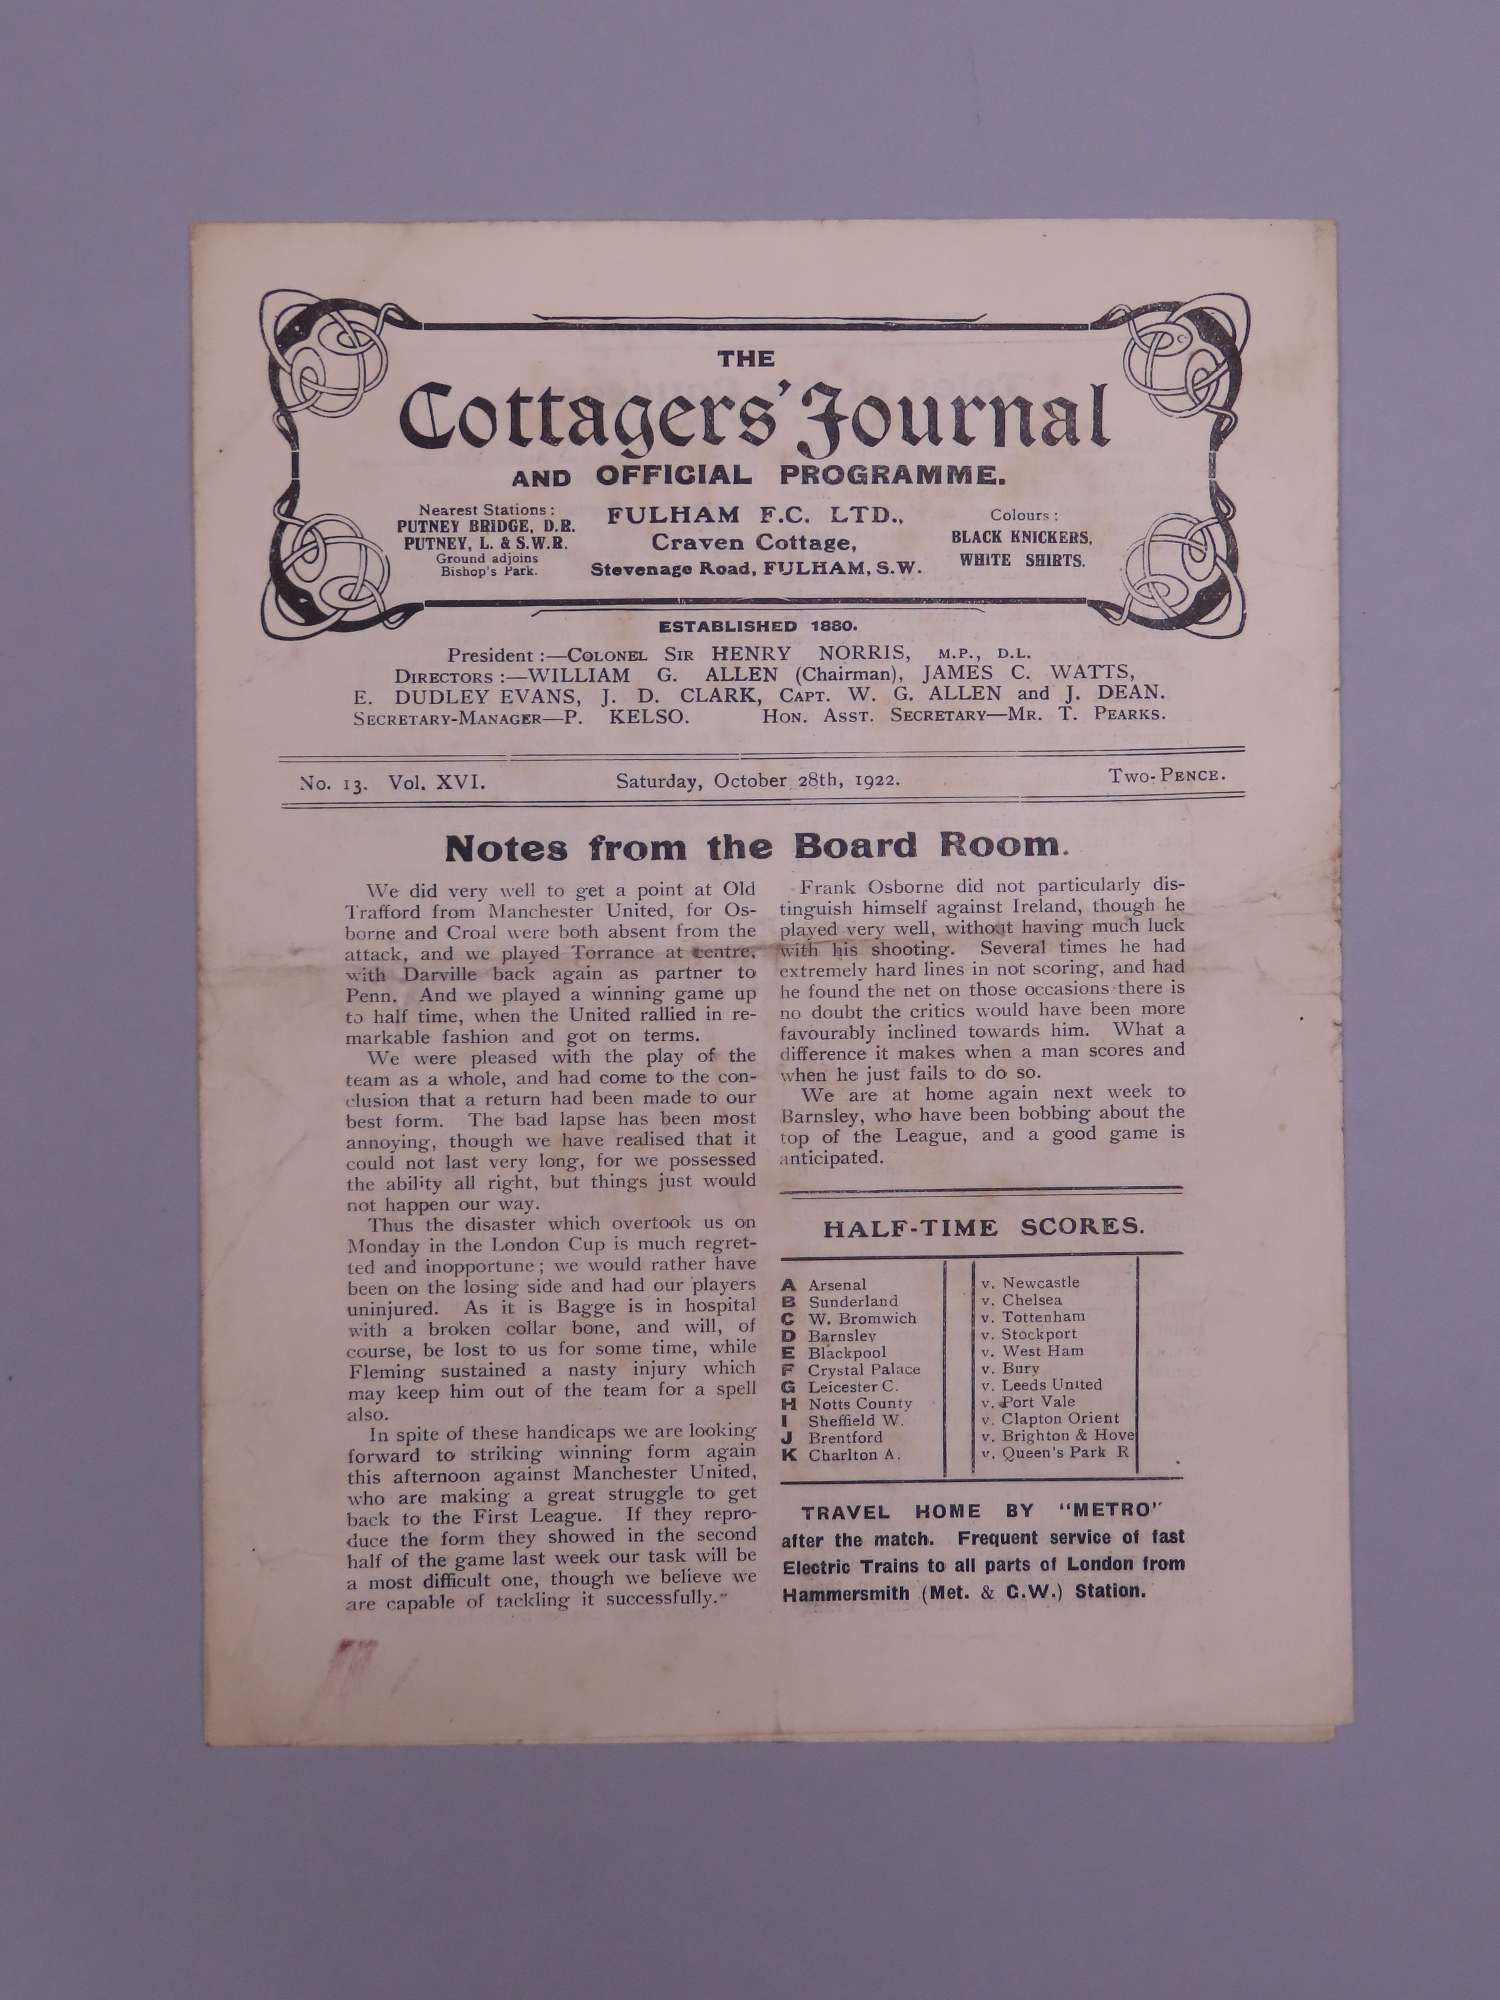 THE
Cottagers' Journal
AND OFFICIAL PROGRAMME.
Nearest Stations:
PUTNEY BRIDGE, D.R.
PUTNEY, L. & S.W.R.
Ground adjoins
Bishop's Park.
FULHAM F.C. LTD.,
Craven Cottage,
Stevenage Road, FULHAM, S.W.
Colours:
BLACK KNICKERS,
WHITE SHIRTS.
ESTABLISHED 1880.
President:—COLONEL SIR HENRY NORRIS, M.P., D.L.
DIRECTORS:—WILLIAM G. ALLEN (Chairman), JAMES C. WATTS,
E. DUDLEY EVANS, J. D. CLARK, CAPT. W. G. ALLEN and J. DEAN.
SECRETARY-MANAGER—P. KELSO. HON. ASST. SECRETARY—MR. T. PEARKS.
No. 13. Vol. XVI. Saturday, October 28th, 1922. TWO-PENCE.
Notes from the Board Room.
We did very well to get a point at Old
Trafford from Manchester United, for Os-
borne and Croal were both absent from the
attack, and we played Torrance at centre,
with Darville back again as partner to
Penn. And we played a winning game up
to half time, when the United rallied in re-
markable fashion and got on terms.
We were pleased with the play of the
team as a whole, and had come to the con-
clusion that a return had been made to our
best form. The bad lapse has been most
annoying, though we have realised that it
could not last very long, for we possessed
the ability all right, but things just would
not happen our way.
Thus the disaster which overtook us on
Monday in the London Cup is much regret-
ted and inopportune; we would rather have
been on the losing side and had our players
uninjured. As it is Bagge is in hospital
with a broken collar bone, and will, of
course, be lost to us for some time, while
Fleming sustained a nasty injury which
may keep him out of the team for a spell
also.
In spite of these handicaps we are looking
forward to striking winning form again
this afternoon against Manchester United,
who are making a great struggle to get
back to the First League. If they repro-
duce the form they showed in the second
half of the game last week our task will be
a most difficult one, though we believe we
are capable of tackling it successfully."
Frank Osborne did not particularly dis-
tinguish himself against Ireland, though he
played very well, without having much luck
with his shooting. Several times he had
extremely hard lines in not scoring, and had
he found the net on those occasions there is
no doubt the critics would have been more
favourably inclined towards him. What a
difference it makes when a man scores and
when he just fails to do so.
We are at home again next week to
Barnsley, who have been bobbing about the
top of the League, and a good game is
anticipated.
HALF-TIME SCORES.
A Arsenal v. Newcastle
B Sunderland v. Chelsea
C W. Bromwich v. Tottenham
D Barnsley v. Stockport
E Blackpool v. West Ham
F Crystal Palace v. Bury
G Leicester C. v. Leeds United
H Notts County v. Port Vale
I Sheffield W. v. Clapton Orient
J Brentford v. Brighton & Hove
K Charlton A. v. Queen's Park R
TRAVEL HOME BY "METRO"
after the match. Frequent service of fast
Electric Trains to all parts of London from
Hammersmith (Met. & G.W.) Station.